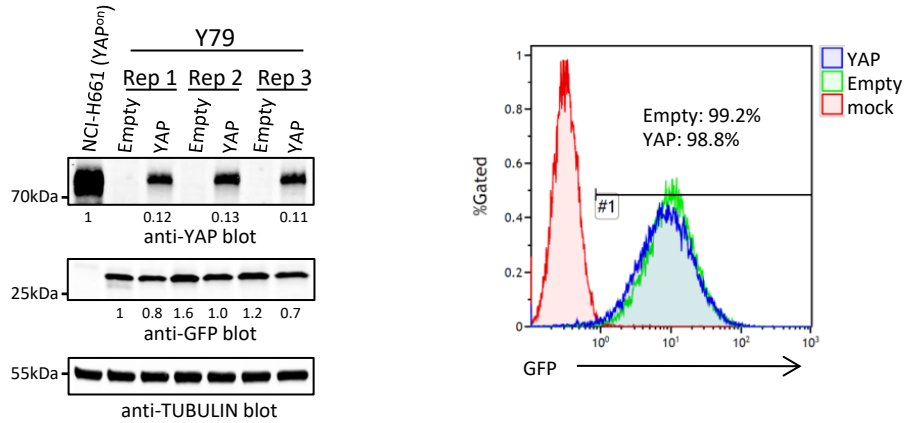 Y79
NCI-H661 (YAPon)
Rep 1 Rep 2 Rep 3
Empty YAP Empty YAP Empty YAP
70kDa
1 0.12 0.13 0.11
anti-YAP blot
25kDa
1 0.8 1.6 1.0 1.2 0.7
anti-GFP blot
55kDa
anti-TUBULIN blot
YAP
Empty
mock
1
0.8
0.6
0.4
0.2
0
%Gated
Empty: 99.2%
YAP: 98.8%
#1
10⁰ 10¹ 10² 10³
GFP